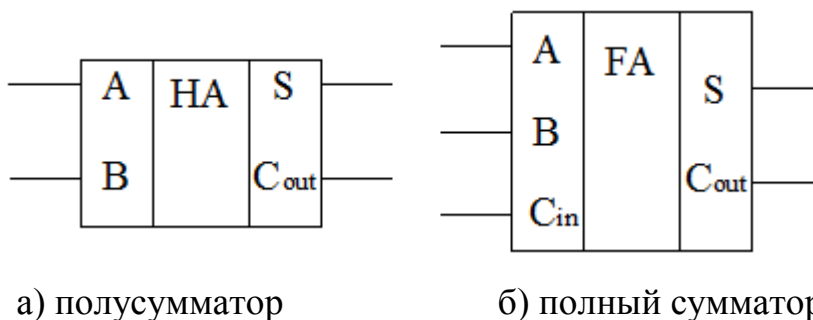 A HA S
B Cout
A FA S
B Cout
Cin
а) полусумматор
б) полный сумматор